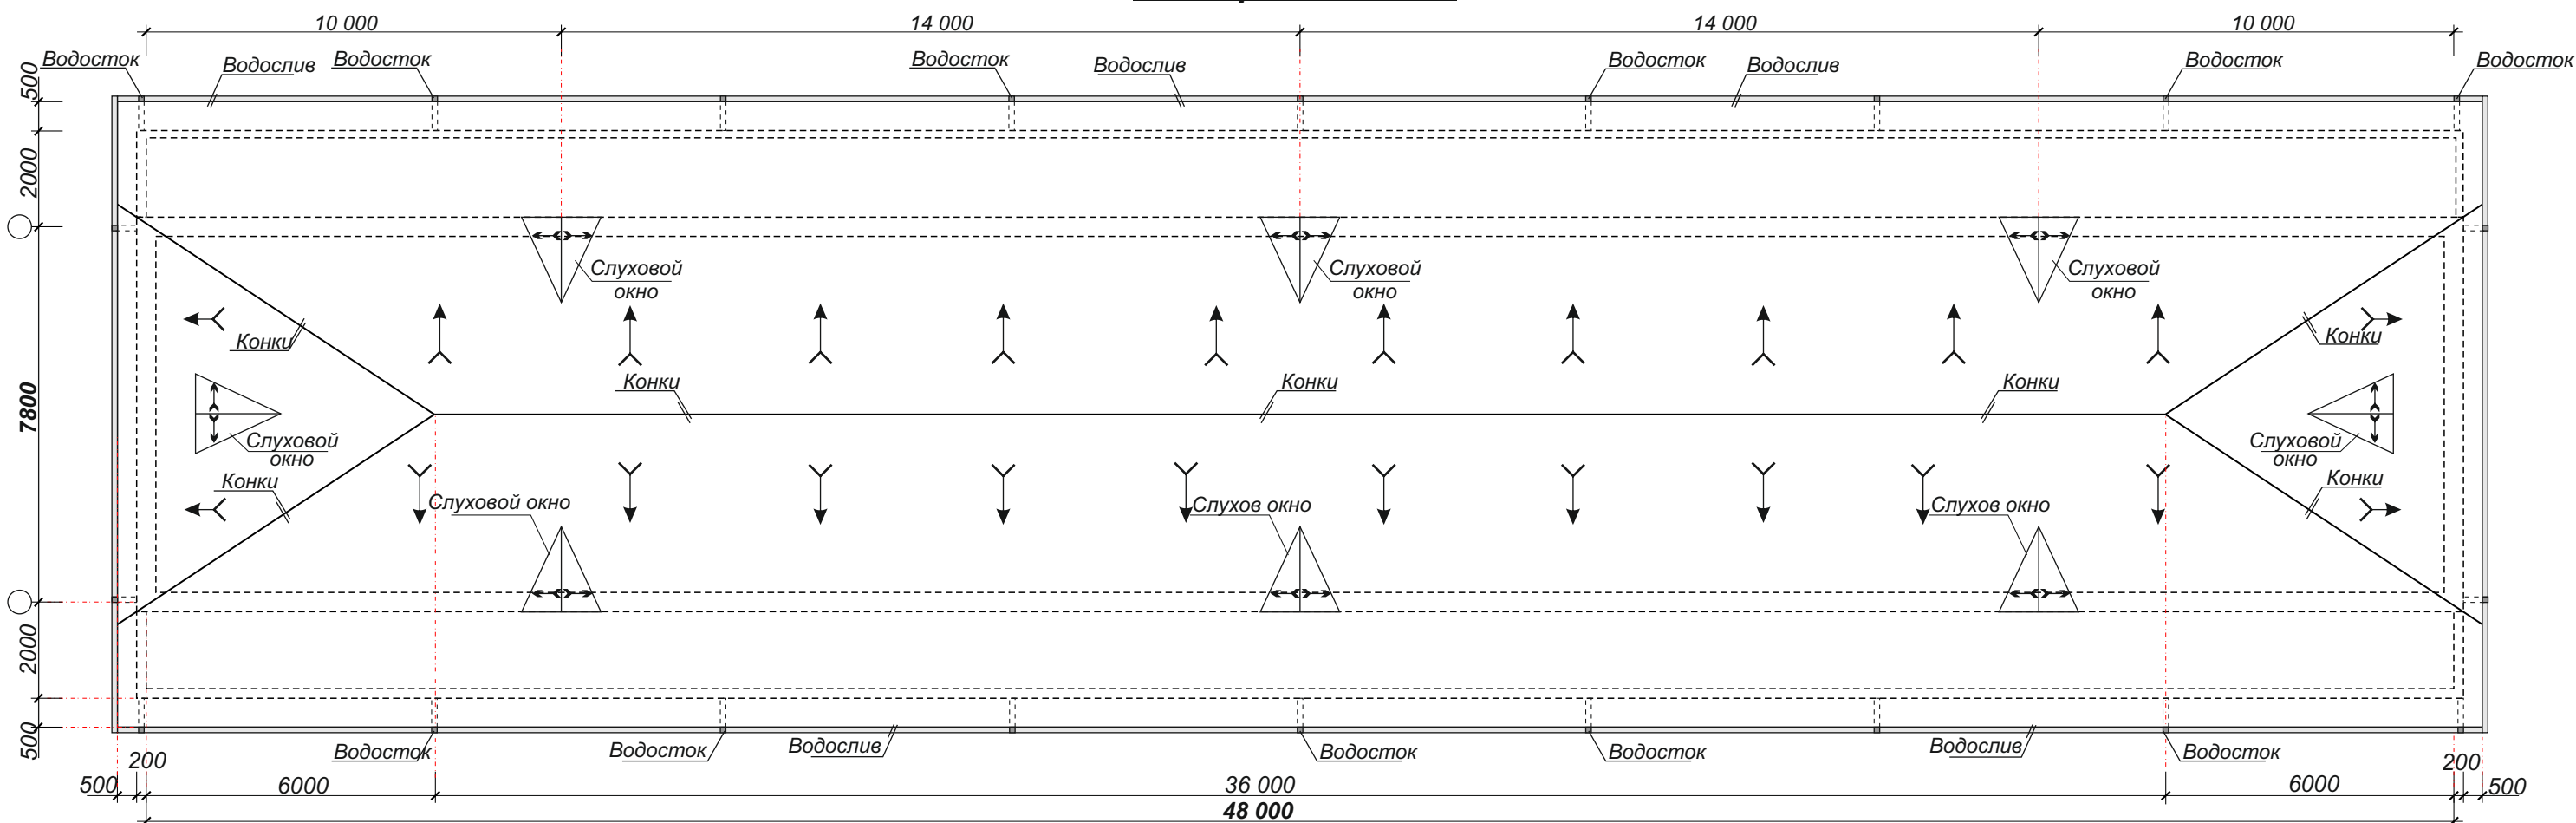 10 000
14 000
14 000
10 000
Водосток
Водослив
Водосток
Водосток
Водослив
Водосток
Водослив
Водосток
Водосток
500
2000
7800
2000
500
Слуховой
окно
Слуховой
окно
Слуховой
окно
Конки
Конки
Конки
Конки
Конки
Слуховой
окно
Слуховой
окно
Конки
Конки
Слуховой окно
Слухов окно
Слухов окно
Водосток
Водосток
Водослив
Водосток
Водосток
Водослив
Водосток
200
200
500
6000
36 000
6000
500
48 000